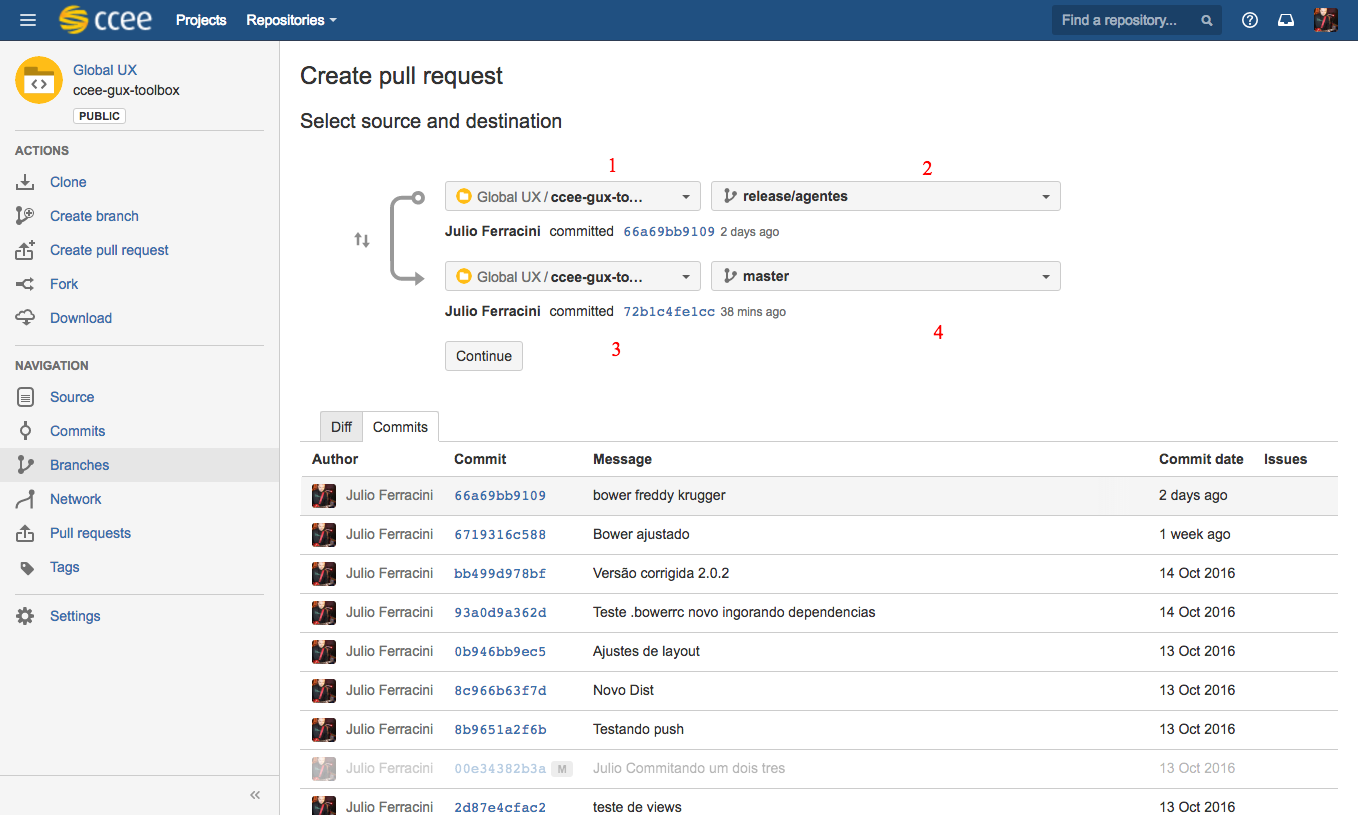 ccee Projects Repositories Find a repository...
Global UX
ccee-gux-toolbox
PUBLIC
ACTIONS
Clone
Create branch
Create pull request
Fork
Download
NAVIGATION
Source
Commits
Branches
Network
Pull requests
Tags
Settings
Create pull request
Select source and destination
1 2
Global UX / ccee-gux-to... release/agentes
Julio Ferracini committed 66a69bb9109 2 days ago
Global UX / ccee-gux-to... master
Julio Ferracini committed 72b1c4fe1cc 38 mins ago
3 4
Continue
Diff Commits
Author Commit Message Commit date Issues
Julio Ferracini 66a69bb9109 bower freddy krugger 2 days ago
Julio Ferracini 6719316c588 Bower ajustado 1 week ago
Julio Ferracini bb499d978bf Versão corrigida 2.0.2 14 Oct 2016
Julio Ferracini 93a0d9a362d Teste .bowerrc novo ingorando dependencias 14 Oct 2016
Julio Ferracini 0b946bb9ec5 Ajustes de layout 13 Oct 2016
Julio Ferracini 8c966b63f7d Novo Dist 13 Oct 2016
Julio Ferracini 8b9651a2f6b Testando push 13 Oct 2016
Julio Ferracini 00e34382b3a M Julio Commitando um dois tres 13 Oct 2016
Julio Ferracini 2d87e4cfac2 teste de views 13 Oct 2016